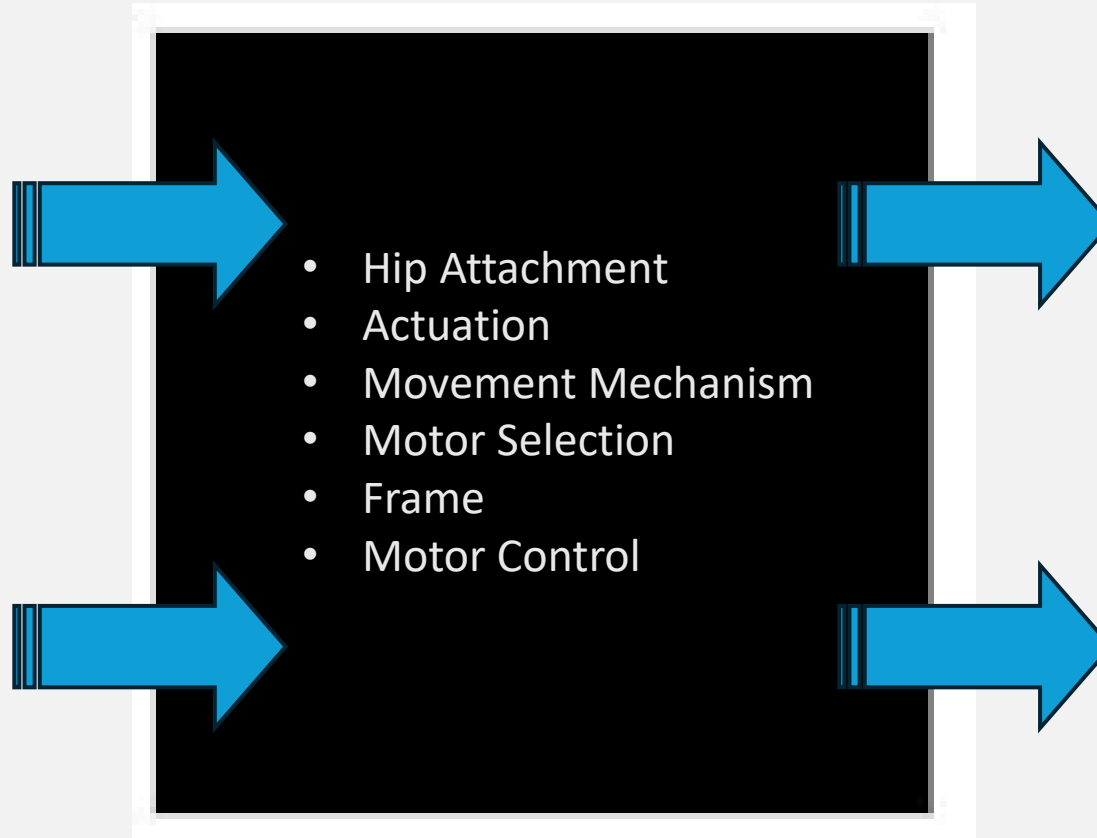 • Hip Attachment
• Actuation
• Movement Mechanism
• Motor Selection
• Frame
• Motor Control